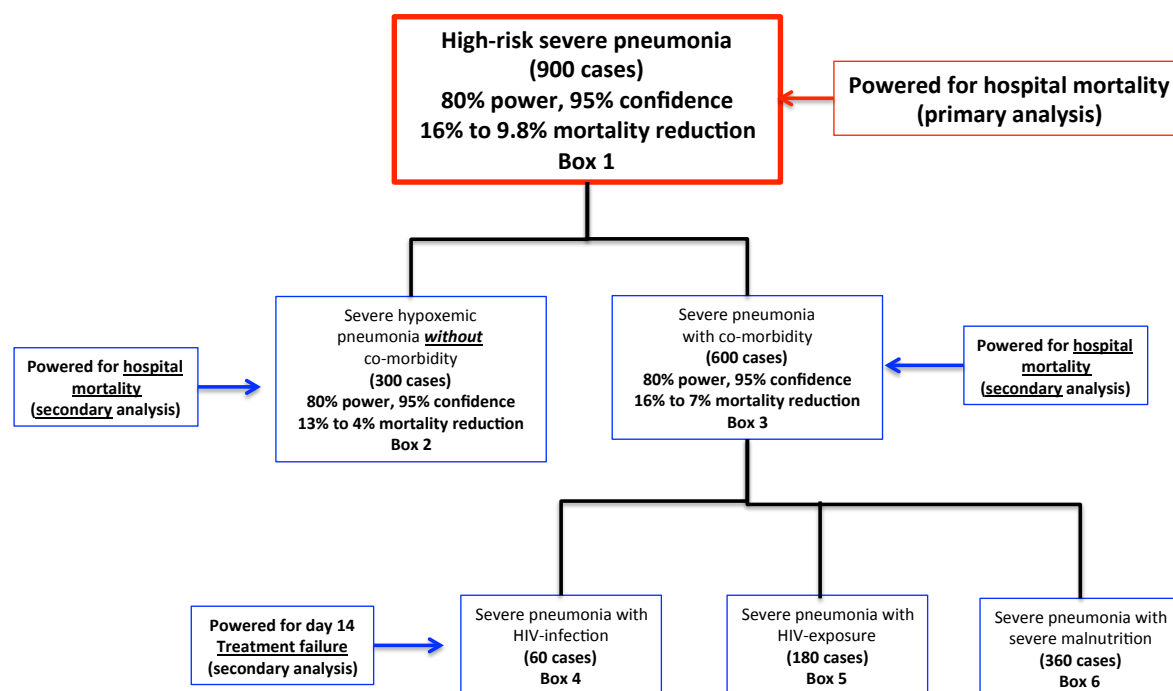 High-risk severe pneumonia
(900 cases)
80% power, 95% confidence
16% to 9.8% mortality reduction
Box 1
Powered for hospital mortality
(primary analysis)
Severe hypoxemic
pneumonia without
co-morbidity
(300 cases)
80% power, 95% confidence
13% to 4% mortality reduction
Box 2
Powered for hospital
mortality
(secondary analysis)
Severe pneumonia
with co-morbidity
(600 cases)
80% power, 95% confidence
16% to 7% mortality reduction
Box 3
Powered for hospital
mortality
(secondary analysis)
Powered for day 14
Treatment failure
(secondary analysis)
Severe pneumonia with
HIV-infection
(60 cases)
Box 4
Severe pneumonia with
HIV-exposure
(180 cases)
Box 5
Severe pneumonia with
severe malnutrition
(360 cases)
Box 6